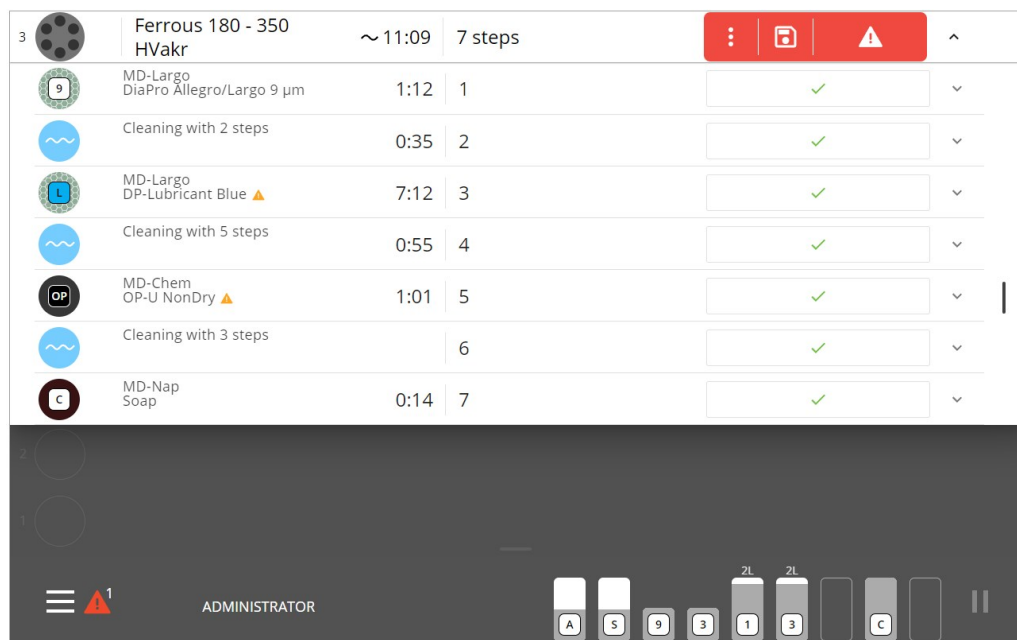 3 Ferrous 180 - 350 HVakr ~ 11:09 7 steps
9 MD-Largo
DiaPro Allegro/Largo 9 µm 1:12 1
Cleaning with 2 steps 0:35 2
L MD-Largo
DP-Lubricant Blue 7:12 3
Cleaning with 5 steps 0:55 4
OP MD-Chem
OP-U NonDry 1:01 5
Cleaning with 3 steps 6
C MD-Nap
Soap 0:14 7
2
1
1 ADMINISTRATOR
2L 2L
A S 9 3 1 3 C